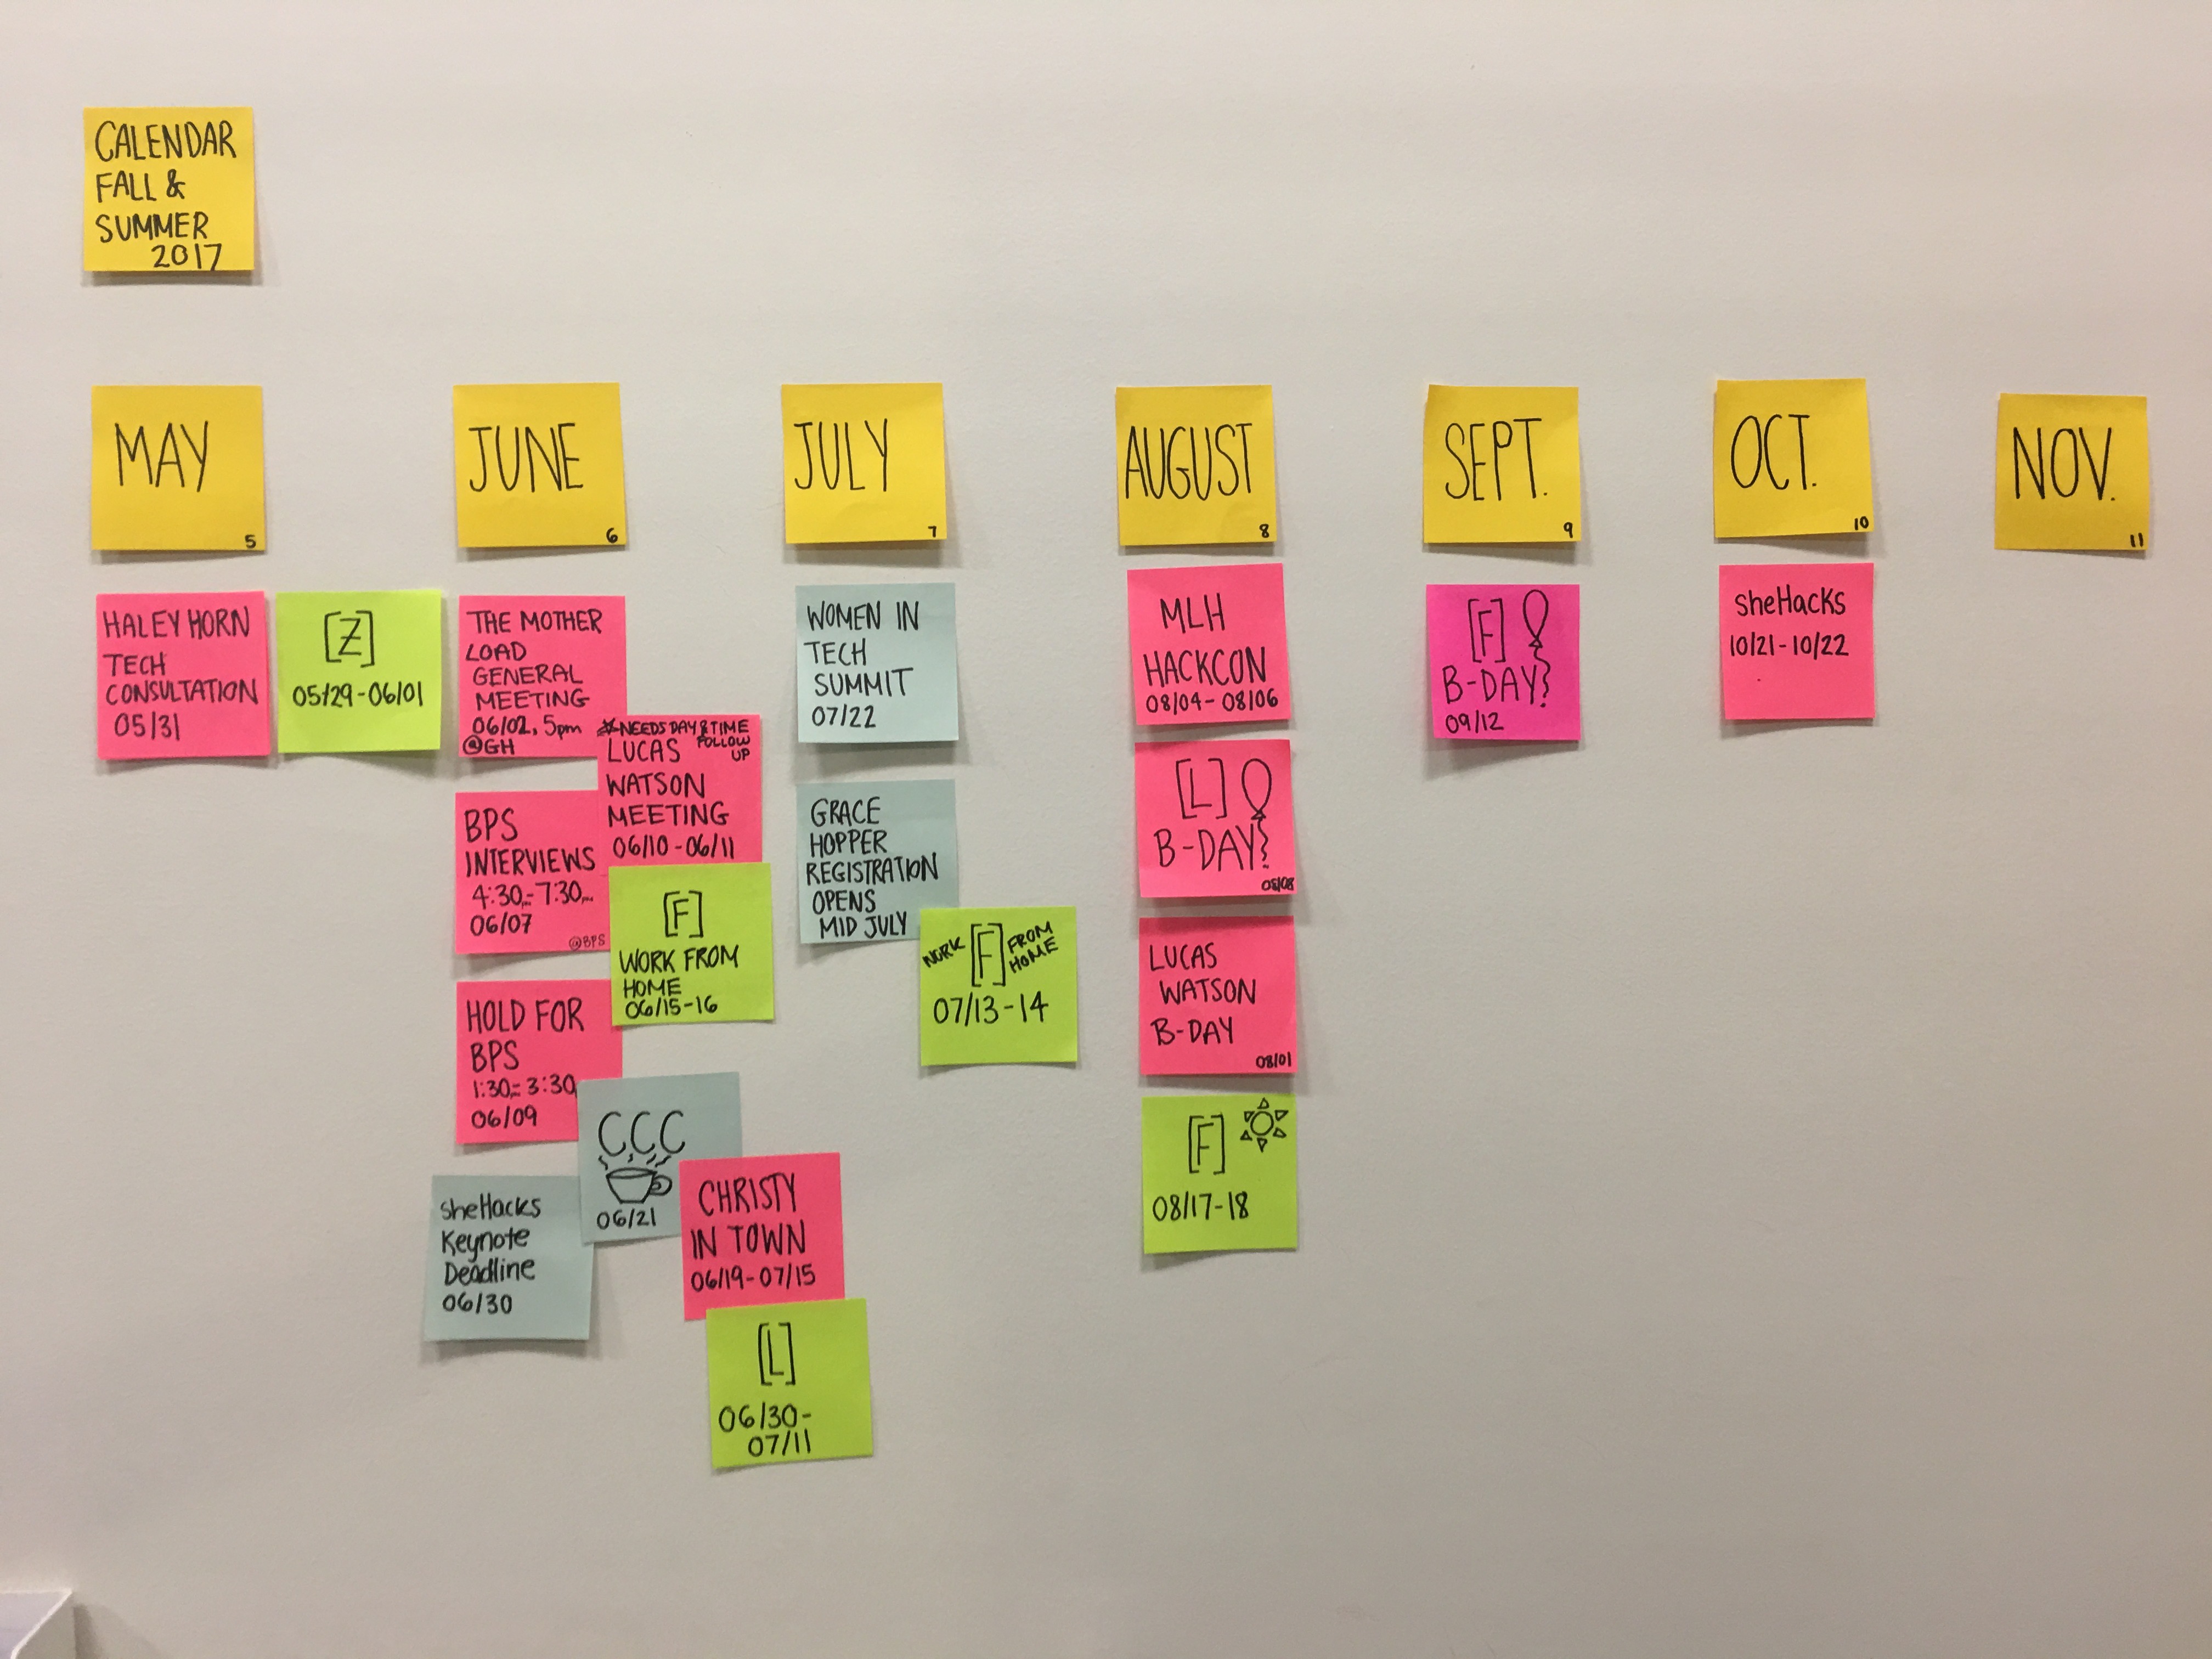 CALENDAR
FALL &
SUMMER
2017
MAY
5
JUNE
6
JULY
7
AUGUST
8
SEPT.
9
OCT.
10
NOV.
11
HALEY HORN
TECH
CONSULTATION
05/31
[Z]
05/29-06/01
THE MOTHER
LOAD
GENERAL
MEETING
06/02, 5pm
@GH
*NEEDS DAY & TIME
FOLLOW
UP
LUCAS
WATSON
MEETING
06/10-06/11
BPS
INTERVIEWS
4:30-7:30
06/07
@BPS
[F]
WORK FROM
HOME
06/15-16
HOLD FOR
BPS
1:30-3:30
06/09
CCC
06/21
sheHacks
Keynote
Deadline
06/30
CHRISTY
IN TOWN
06/19-07/15
[L]
06/30-
07/11
WOMEN IN
TECH
SUMMIT
07/22
GRACE
HOPPER
REGISTRATION
OPENS
MID JULY
WORK [F] FROM
HOME
07/13-14
MLH
HACKCON
08/04-08/06
[L]
B-DAY!
08/08
LUCAS
WATSON
B-DAY
08/01
[F]
08/17-18
[F]
B-DAY!
09/12
sheHacks
10/21-10/22